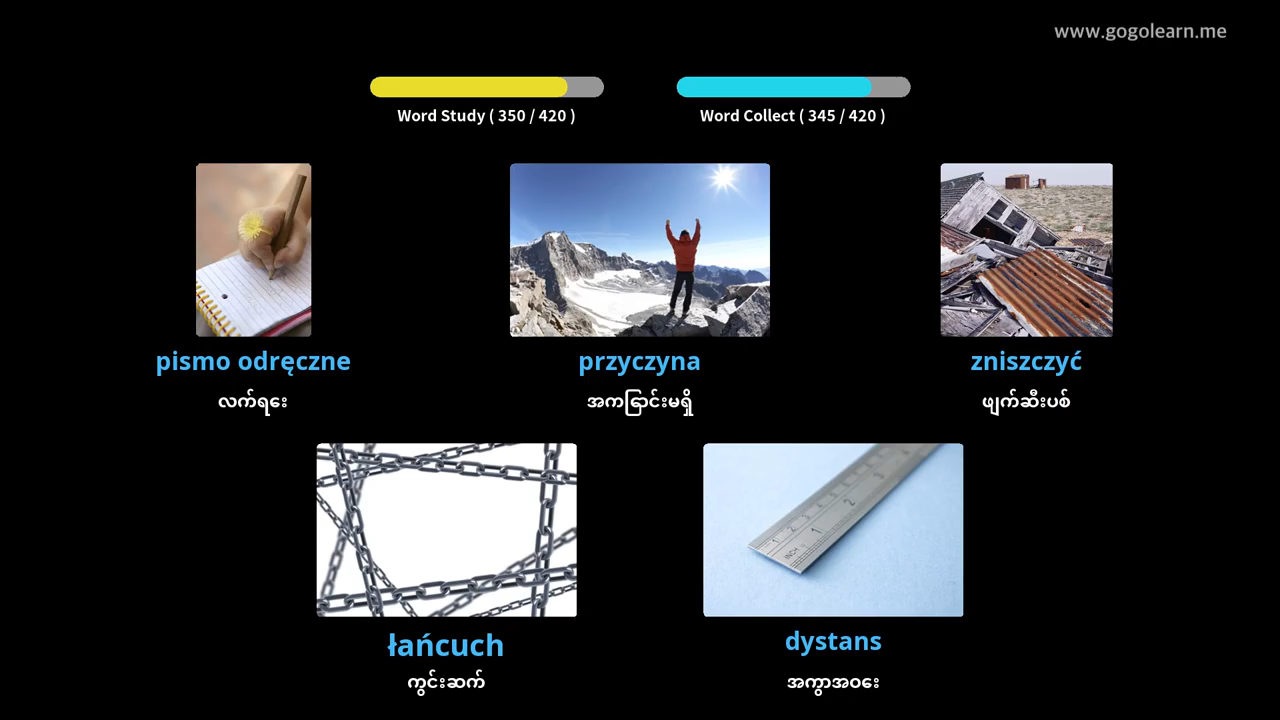 www.gogolearn.me
Word Study ( 350 / 420 )
Word Collect ( 345 / 420 )
pismo odręczne
przyczyna
zniszczyć
လက်ရေး
အကြောင်းမရှိ
ဖျက်ဆီးပစ်
łańcuch
dystans
ကွင်းဆက်
အကွာအဝေး